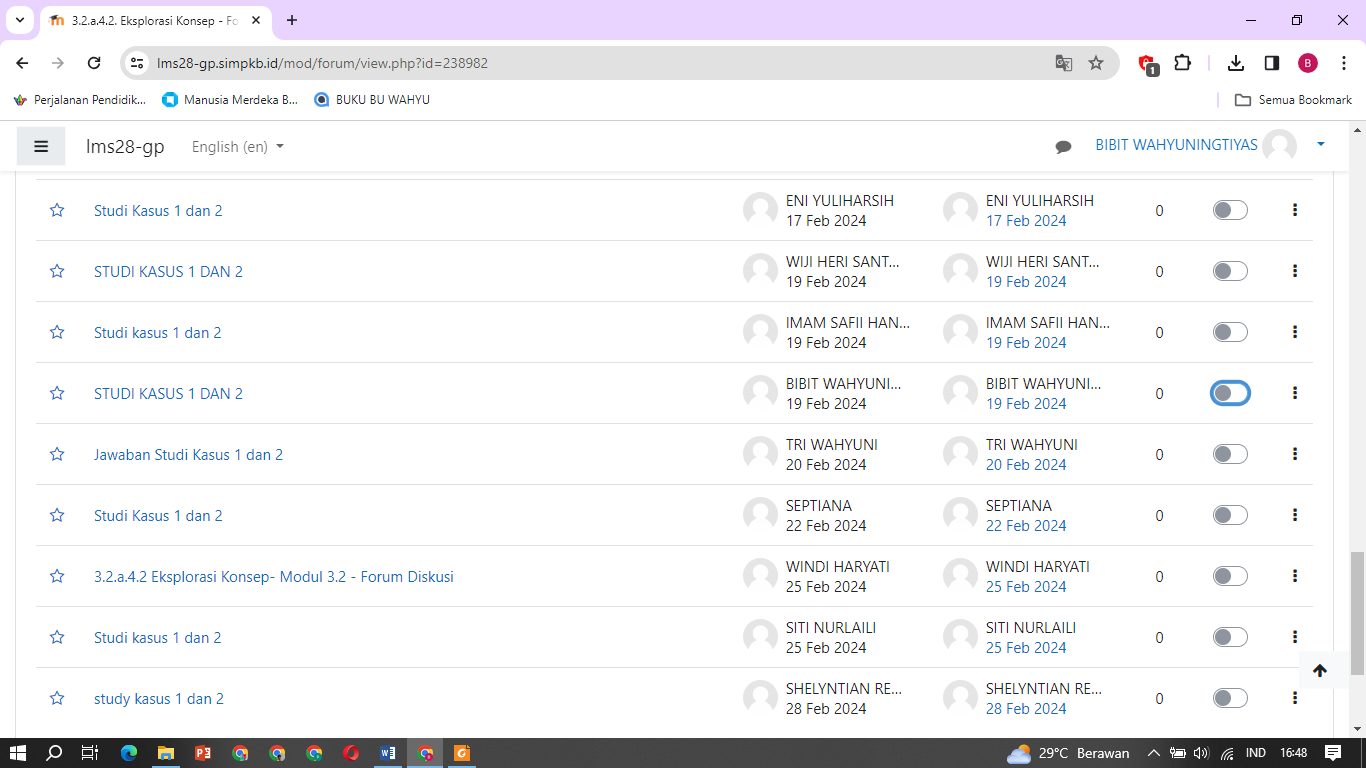 3.2.a.4.2. Eksplorasi Konsep - Fo
lms28-gp.simpkb.id/mod/forum/view.php?id=238982
1
B
Perjalanan Pendidik...
Manusia Merdeka B...
BUKU BU WAHYU
Semua Bookmark
lms28-gp
English (en)
BIBIT WAHYUNINGTIYAS
Studi Kasus 1 dan 2
ENI YULIHARSIH
17 Feb 2024
ENI YULIHARSIH
17 Feb 2024
0
STUDI KASUS 1 DAN 2
WIJI HERI SANT...
19 Feb 2024
WIJI HERI SANT...
19 Feb 2024
0
Studi kasus 1 dan 2
IMAM SAFII HAN...
19 Feb 2024
IMAM SAFII HAN...
19 Feb 2024
0
STUDI KASUS 1 DAN 2
BIBIT WAHYUNI...
19 Feb 2024
BIBIT WAHYUNI...
19 Feb 2024
0
Jawaban Studi Kasus 1 dan 2
TRI WAHYUNI
20 Feb 2024
TRI WAHYUNI
20 Feb 2024
0
Studi Kasus 1 dan 2
SEPTIANA
22 Feb 2024
SEPTIANA
22 Feb 2024
0
3.2.a.4.2 Eksplorasi Konsep- Modul 3.2 - Forum Diskusi
WINDI HARYATI
25 Feb 2024
WINDI HARYATI
25 Feb 2024
0
Studi kasus 1 dan 2
SITI NURLAILI
25 Feb 2024
SITI NURLAILI
25 Feb 2024
0
study kasus 1 dan 2
SHELYNTIAN RE...
28 Feb 2024
SHELYNTIAN RE...
28 Feb 2024
0
29°C Berawan
IND
16:48